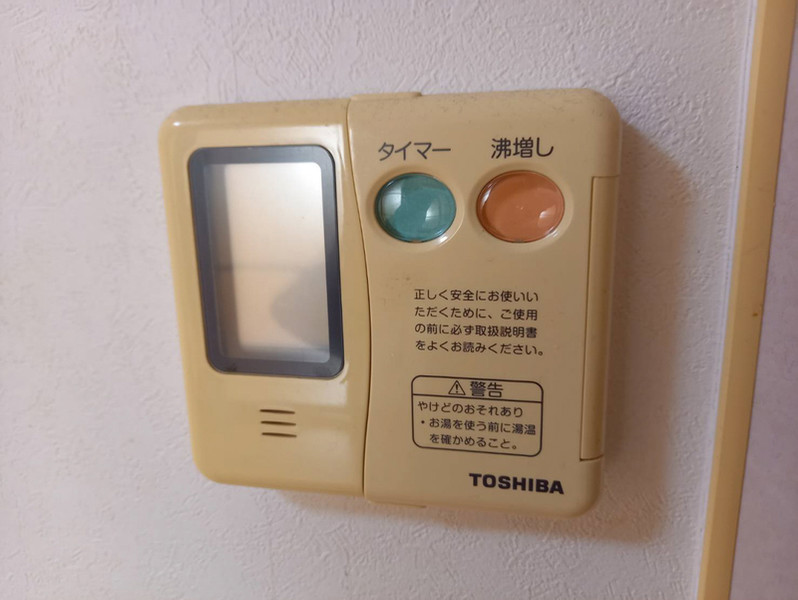 タイマー 沸増し
正しく安全にお使いい
ただくために、ご使用
の前に必ず取扱説明書
をよくお読みください。
⚠警告
やけどのおそれあり
・お湯を使う前に湯温
を確かめること。
TOSHIBA